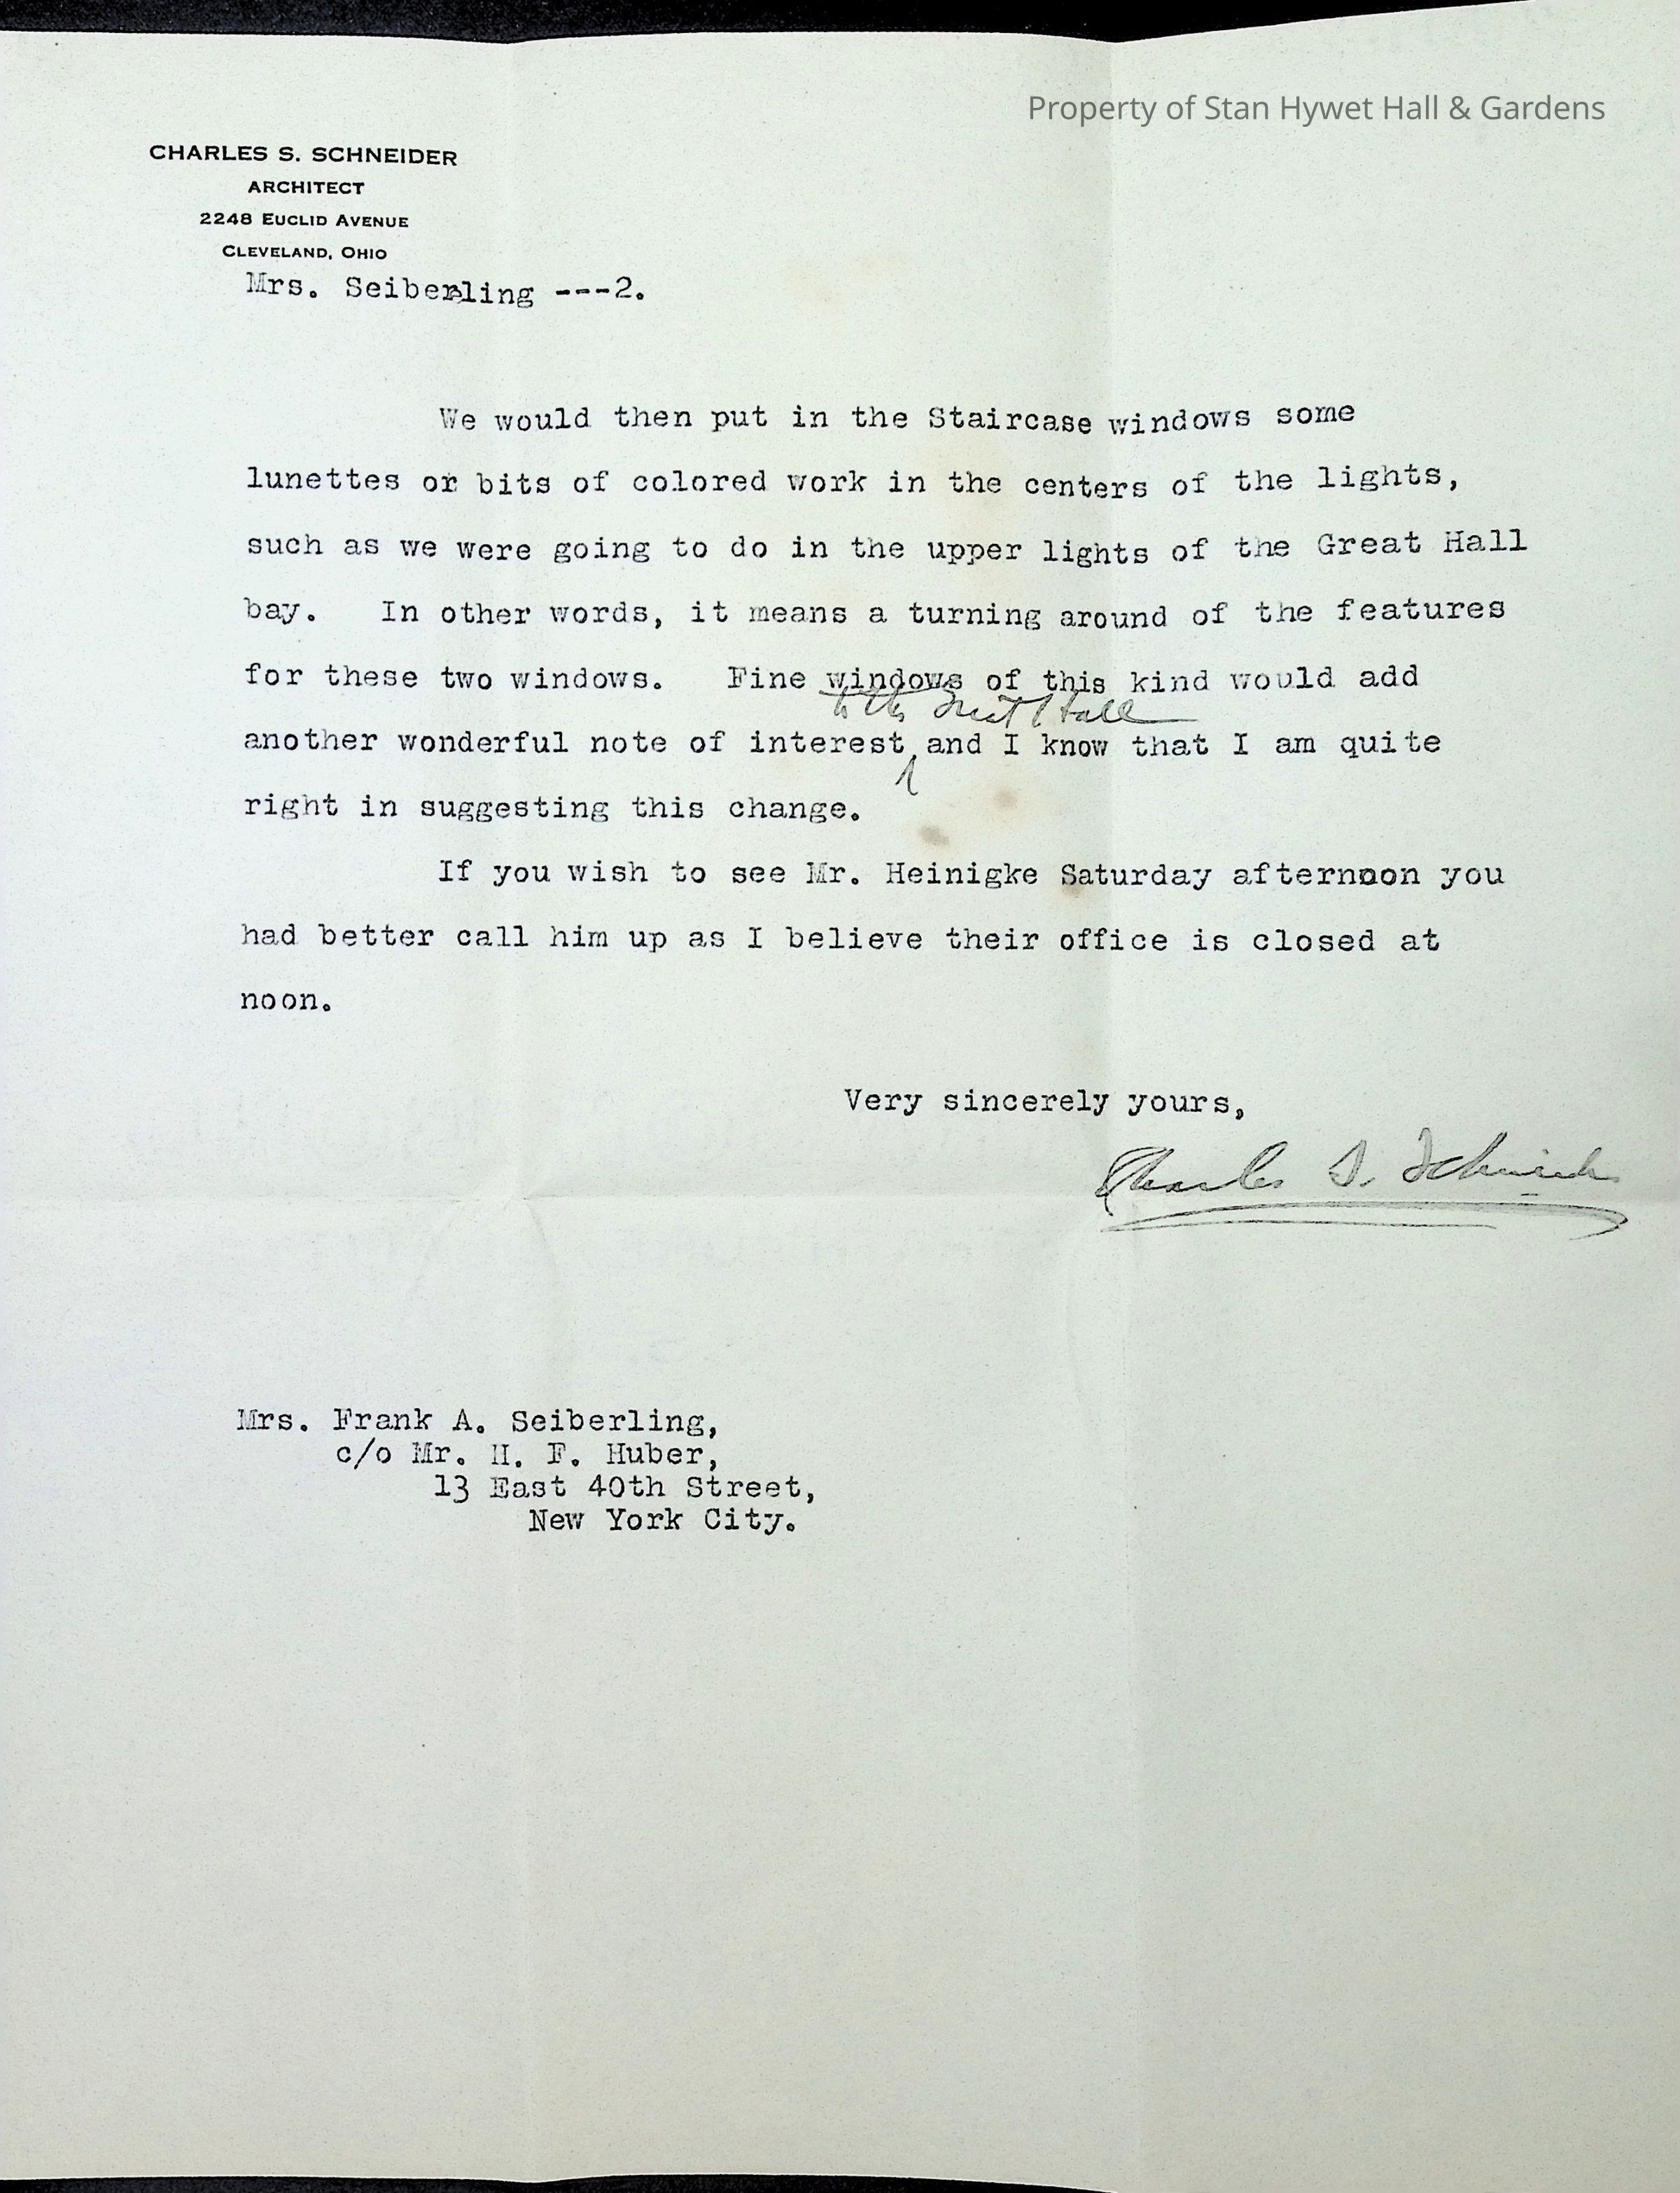 Property of Stan Hywet Hall & Gardens
CHARLES S. SCHNEIDER
ARCHITECT
2248 EUCLID AVENUE
CLEVELAND, OHIO
Mrs. Seiberling ---2.
We would then put in the Staircase windows some
lunettes or bits of colored work in the centers of the lights,
such as we were going to do in the upper lights of the Great Hall
bay. In other words, it means a turning around of the features
for these two windows. Fine windows of this kind would add
to the Great Hall
another wonderful note of interest, and I know that I am quite
right in suggesting this change.
If you wish to see Mr. Heinigke Saturday afternoon you
had better call him up as I believe their office is closed at
noon.
Very sincerely yours,
Charles S. Schneider
Mrs. Frank A. Seiberling,
c/o Mr. H. F. Huber,
13 East 40th Street,
New York City.